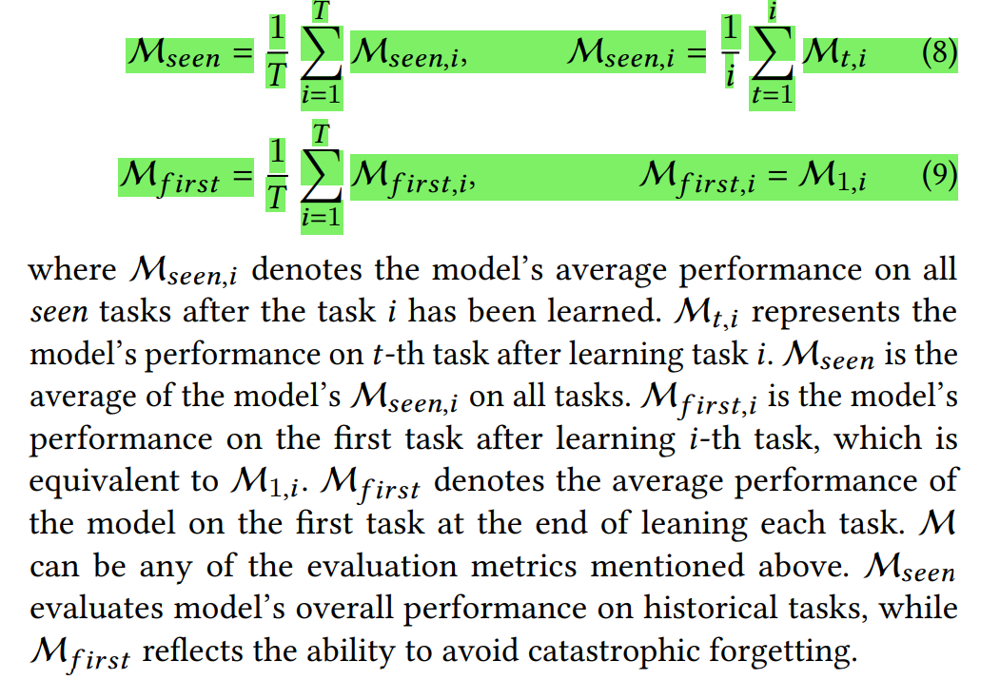 $\mathcal{M}_{seen} = \frac{1}{T} \sum_{i=1}^{T} \mathcal{M}_{seen,i}, \quad \mathcal{M}_{seen,i} = \frac{1}{i} \sum_{t=1}^{i} \mathcal{M}_{t,i} \quad (8)$
$\mathcal{M}_{first} = \frac{1}{T} \sum_{i=1}^{T} \mathcal{M}_{first,i}, \quad \mathcal{M}_{first,i} = \mathcal{M}_{1,i} \quad (9)$
where $\mathcal{M}_{seen,i}$ denotes the model's average performance on all
seen tasks after the task $i$ has been learned. $\mathcal{M}_{t,i}$ represents the
model's performance on $t$-th task after learning task $i$. $\mathcal{M}_{seen}$ is the
average of the model's $\mathcal{M}_{seen,i}$ on all tasks. $\mathcal{M}_{first,i}$ is the model's
performance on the first task after learning $i$-th task, which is
equivalent to $\mathcal{M}_{1,i}$. $\mathcal{M}_{first}$ denotes the average performance of
the model on the first task at the end of leaning each task. $\mathcal{M}$
can be any of the evaluation metrics mentioned above. $\mathcal{M}_{seen}$
evaluates model's overall performance on historical tasks, while
$\mathcal{M}_{first}$ reflects the ability to avoid catastrophic forgetting.